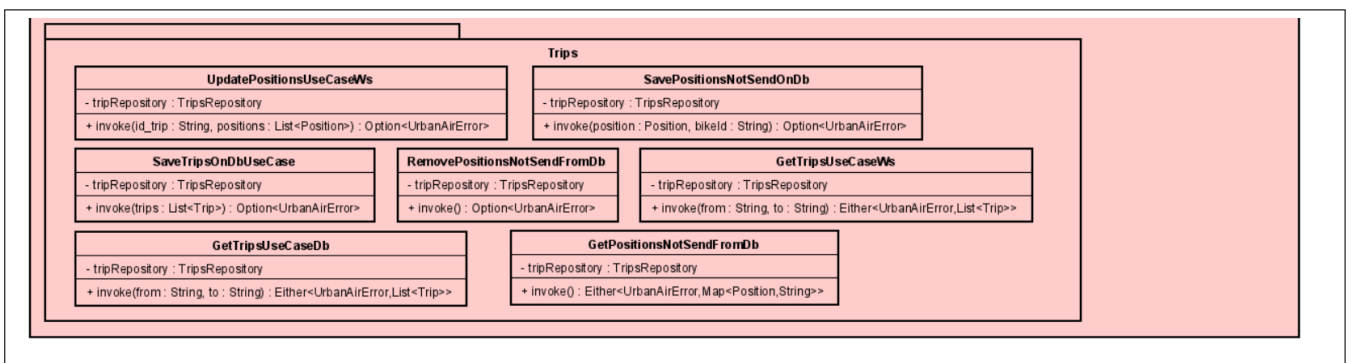 Trips
UpdatePositionsUseCaseWs
- tripRepository : TripsRepository
+ invoke(id_trip : String, positions : List<Position>) : Option<UrbanAirError>
SavePositionsNotSendOnDb
- tripRepository : TripsRepository
+ invoke(position : Position, bikeId : String) : Option<UrbanAirError>
SaveTripsOnDbUseCase
- tripRepository : TripsRepository
+ invoke(trips : List<Trip>) : Option<UrbanAirError>
RemovePositionsNotSendFromDb
- tripRepository : TripsRepository
+ invoke() : Option<UrbanAirError>
GetTripsUseCaseWs
- tripRepository : TripsRepository
+ invoke(from : String, to : String) : Either<UrbanAirError,List<Trip>>
GetTripsUseCaseDb
- tripRepository : TripsRepository
+ invoke(from : String, to : String) : Either<UrbanAirError,List<Trip>>
GetPositionsNotSendFromDb
- tripRepository : TripsRepository
+ invoke() : Either<UrbanAirError,Map<Position,String>>